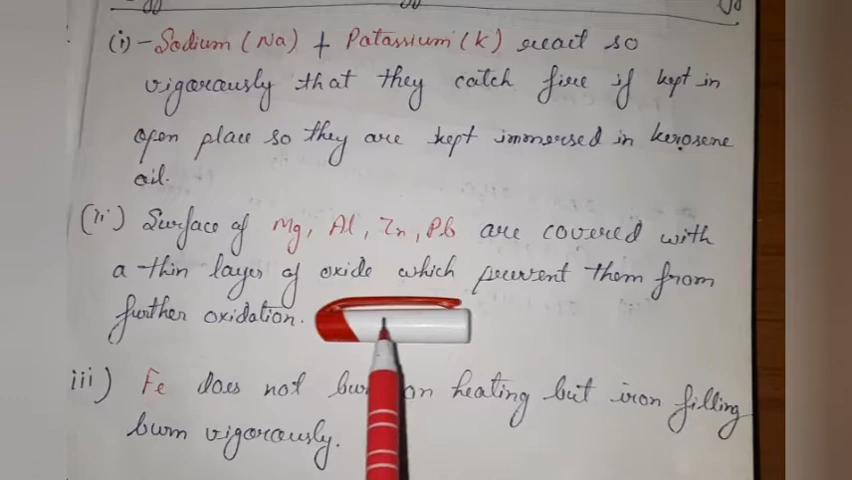 (i) - Sodium (Na) + Patassium (K) react so
vigorously that they catch fire if kept in
open place so they are kept immersed in kerosene
oil.
(ii) Surface of Mg, Al, Zn, Pb are covered with
a thin layer of oxide which prevent them from
further oxidation.
iii) Fe does not burn on heating but iron filling
burn vigorously.